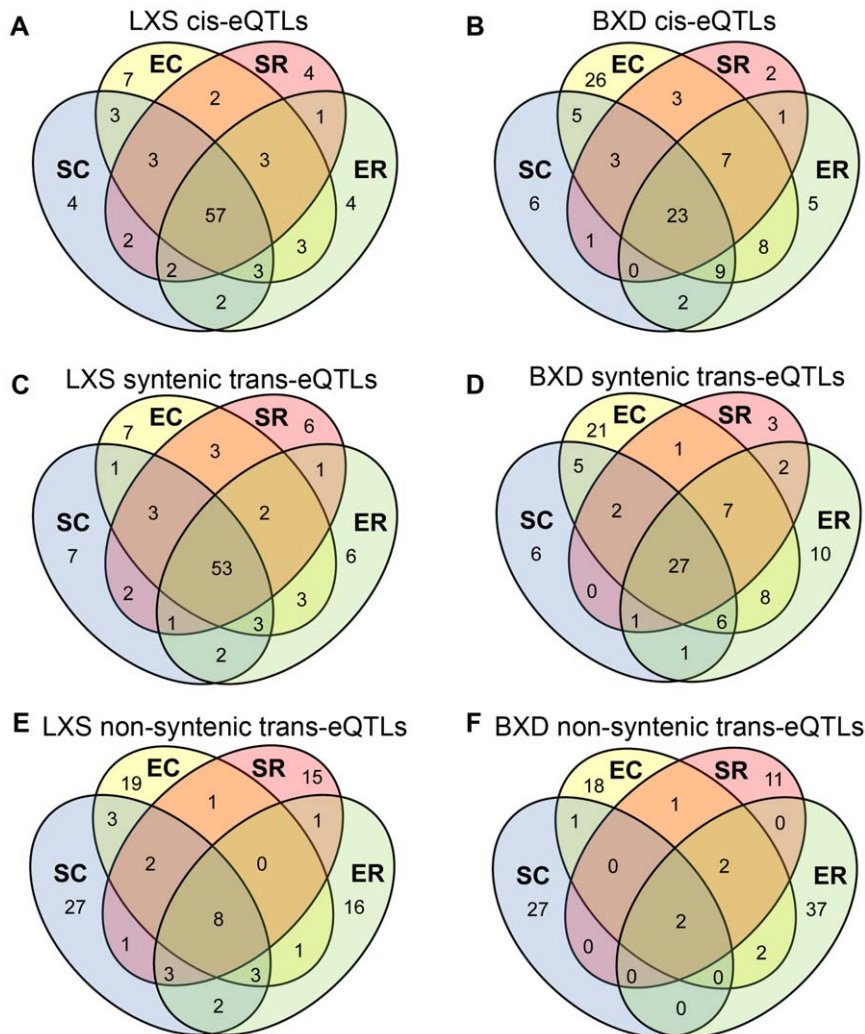 A LXS cis-eQTLs
EC SR
7 2 4
3 1
3 3
SC ER
4 57 4
2 3
2 3
2
B BXD cis-eQTLs
EC SR
26 3 2
5 1
3 7
SC ER
6 23 5
1 8
0 9
2
C LXS syntenic trans-eQTLs
EC SR
7 3 6
1 1
3 2
SC ER
7 53 6
2 3
1 3
2
D BXD syntenic trans-eQTLs
EC SR
21 1 3
5 2
2 7
SC ER
6 27 10
0 8
1 6
1
E LXS non-syntenic trans-eQTLs
EC SR
19 1 15
3 1
2 0
SC ER
27 8 16
1 1
3 3
2
F BXD non-syntenic trans-eQTLs
EC SR
18 1 11
1 0
0 2
SC ER
27 2 37
0 2
0 0
0